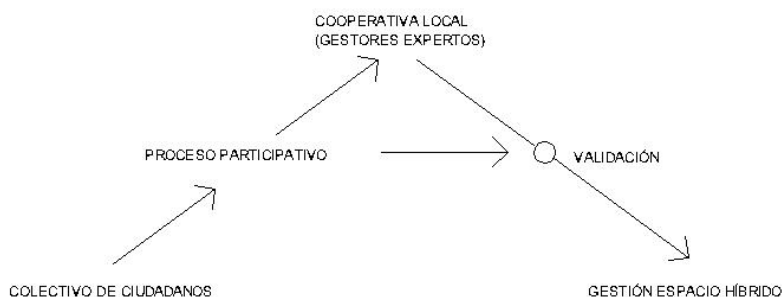 COOPERATIVA LOCAL
(GESTORES EXPERTOS)
PROCESO PARTICIPATIVO
VALIDACIÓN
COLECTIVO DE CIUDADANOS
GESTIÓN ESPACIO HÍBRIDO